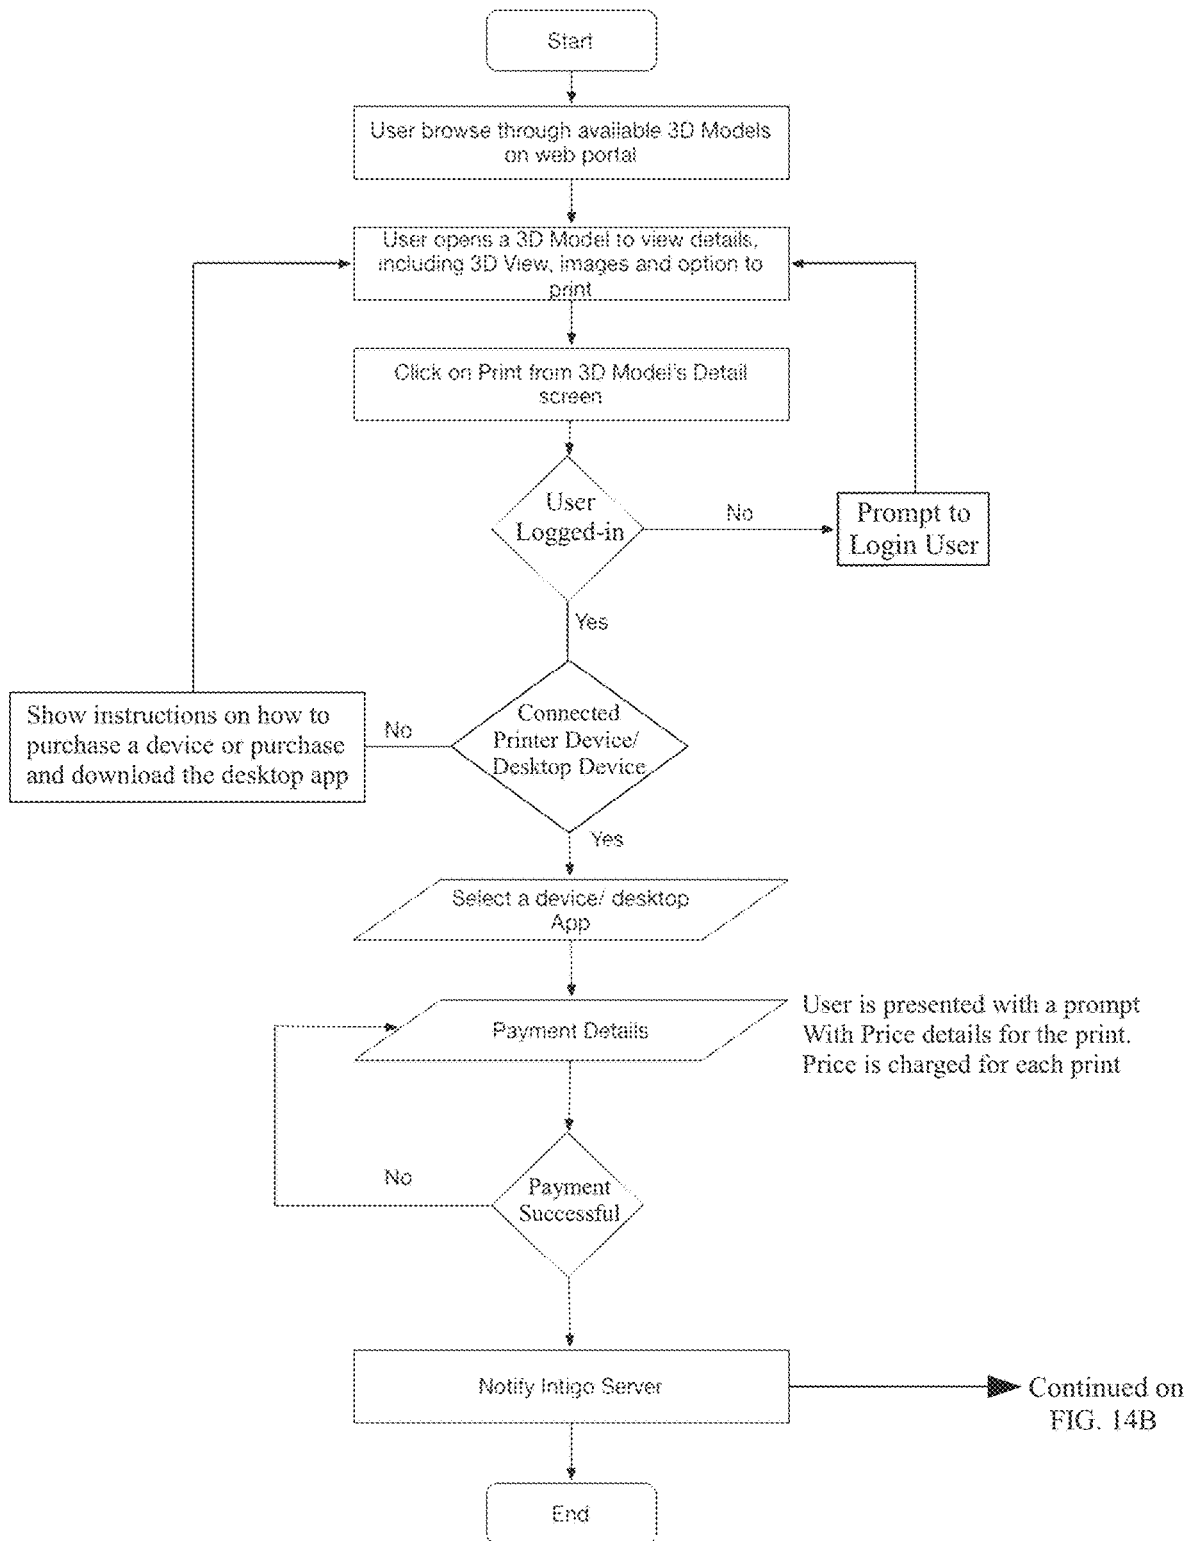 Start
User browse through available 3D Models
on web portal
User opens a 3D Model to view details,
including 3D View, images and option to
print
Click on Print from 3D Model's Detail
screen
User
Logged-in
No
Prompt to
Login User
Yes
Show instructions on how to
purchase a device or purchase
and download the desktop app
No
Connected
Printer Device/
Desktop Device
Yes
Select a device/ desktop
App
Payment Details
User is presented with a prompt
With Price details for the print.
Price is charged for each print
No
Payment
Successful
Notify Intigo Server
Continued on
FIG. 14B
End